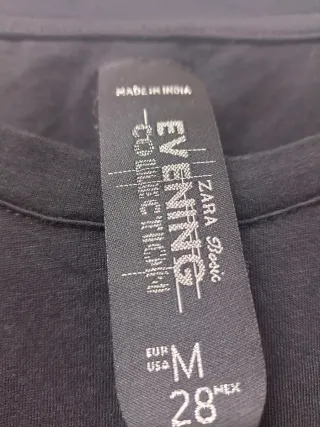 MADE IN INDIA
ZARA Basic
EVENING
COLLECTION
EUR
USA M
28 MEX